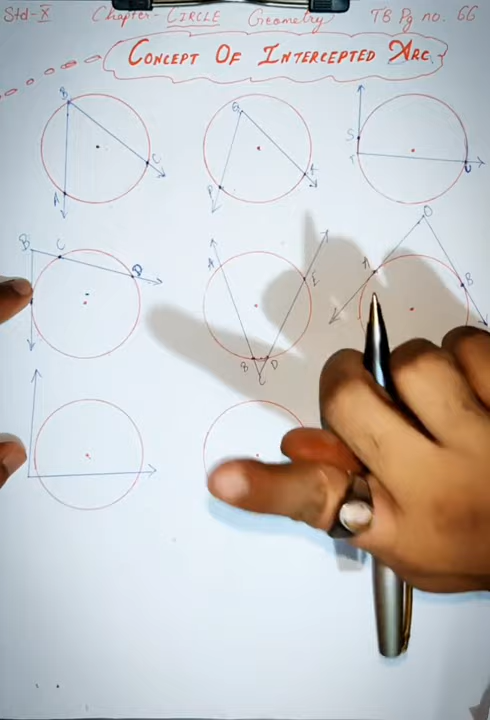 Std-X Chapter- CIRCLE Geometry TB Pg no. 66
CONCEPT OF INTERCEPTED ARC.
B
A C
Q
P
S
B C D
A E
B D
C
D
A B